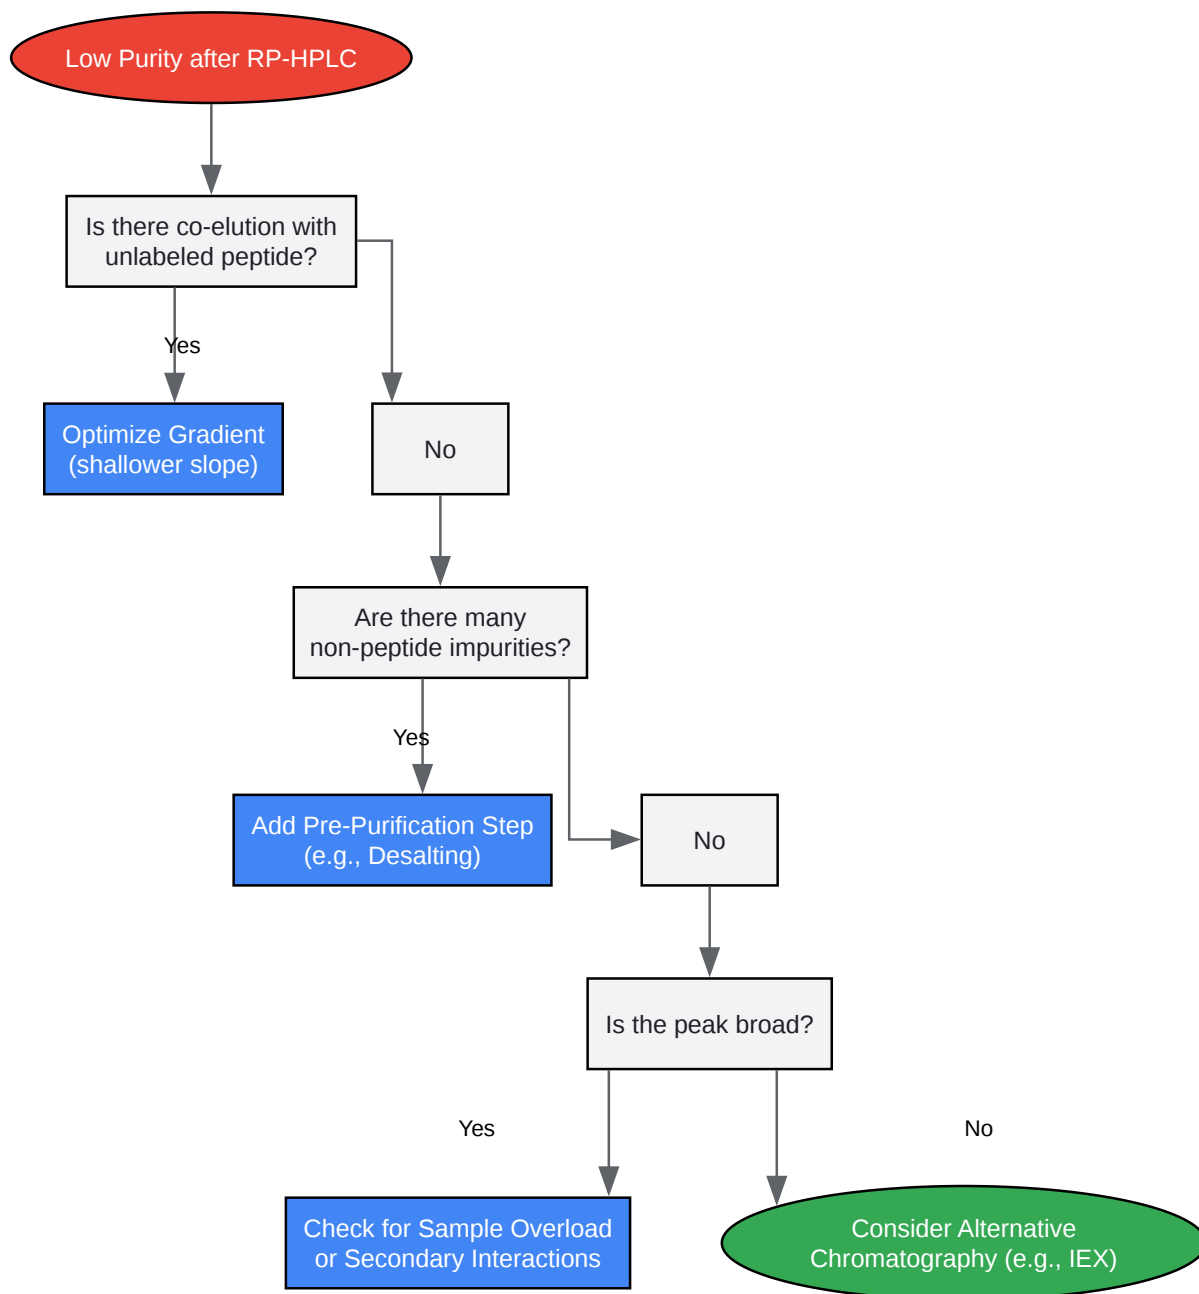 Low Purity after RP-HPLC
Is there co-elution with
unlabeled peptide?
Yes
Optimize Gradient
(shallower slope)
No
Are there many
non-peptide impurities?
Yes
Add Pre-Purification Step
(e.g., Desalting)
No
Is the peak broad?
Yes
No
Check for Sample Overload
or Secondary Interactions
Consider Alternative
Chromatography (e.g., IEX)